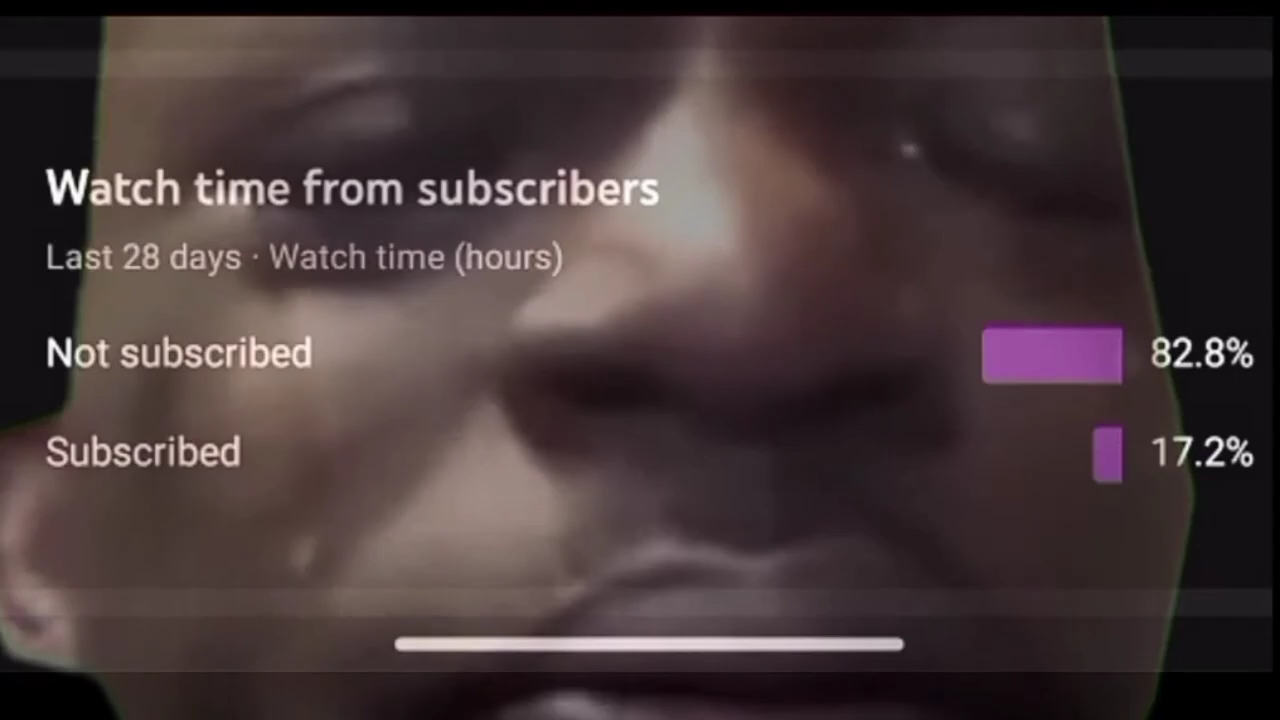 Watch time from subscribers
Last 28 days · Watch time (hours)
Not subscribed 82.8%
Subscribed 17.2%